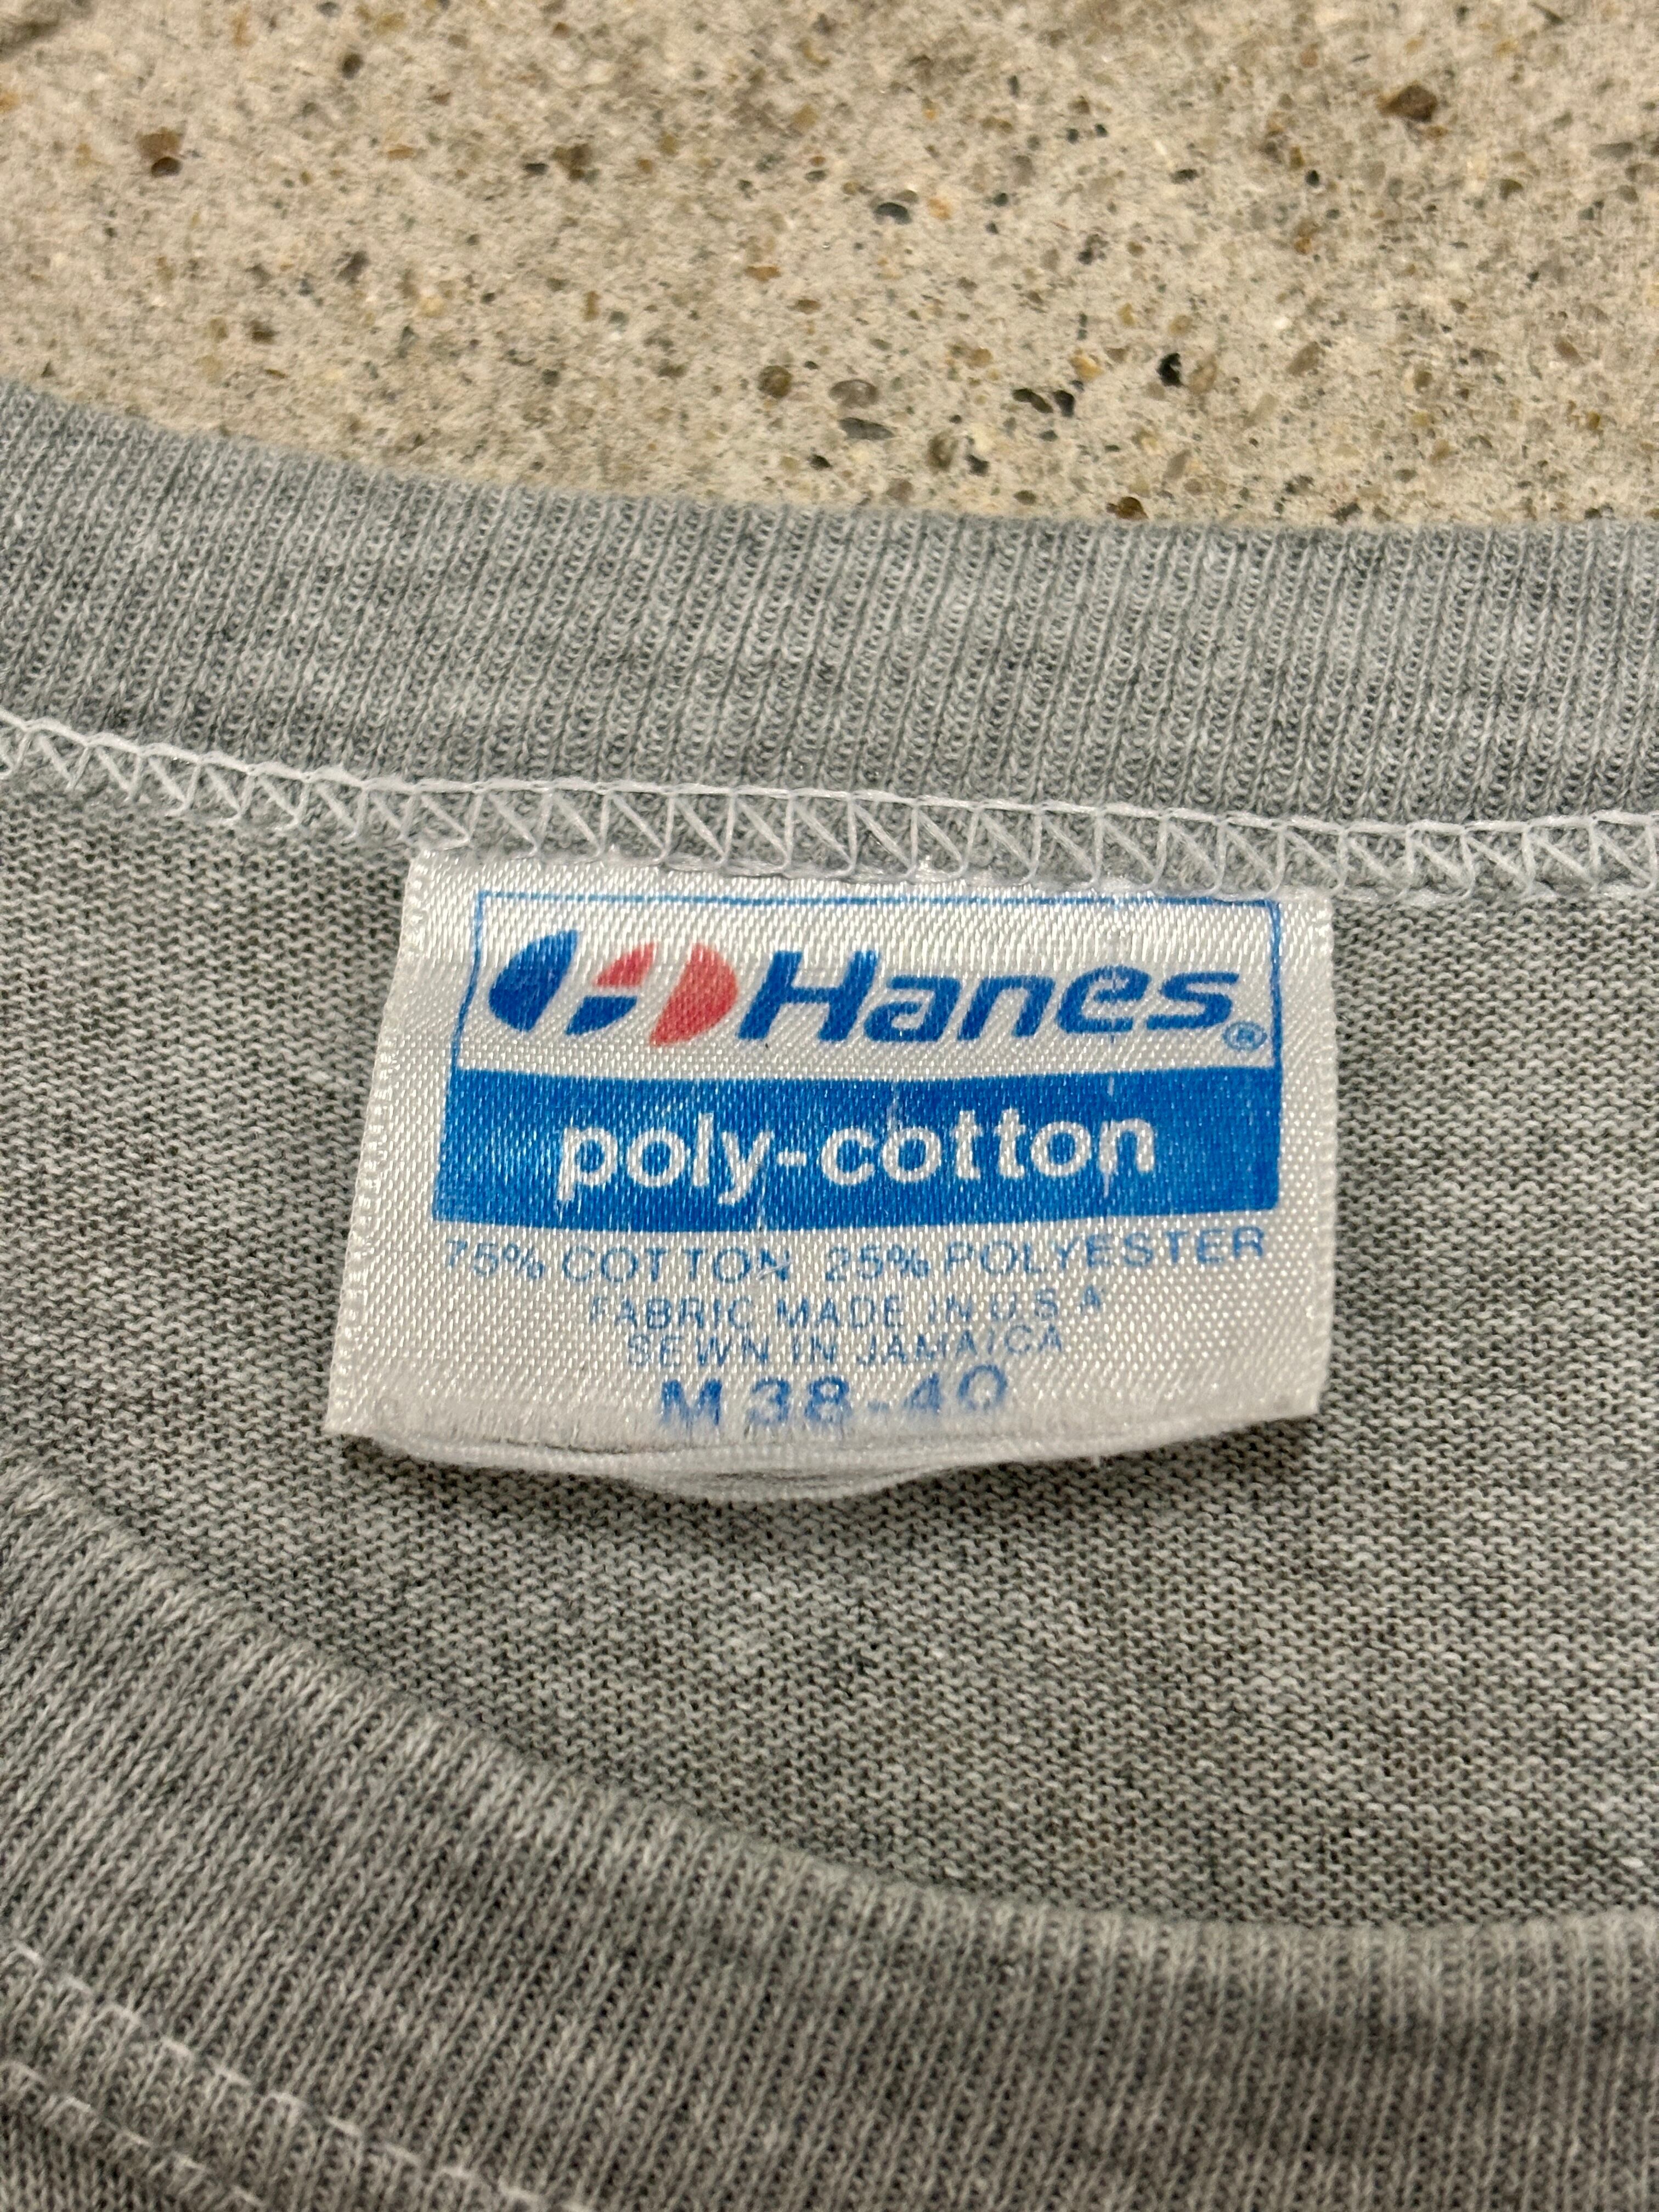 Hanes®
poly-cotton
75% COTTON 25% POLYESTER
FABRIC MADE IN U.S.A
SEWN IN JAMAICA
M 38-40